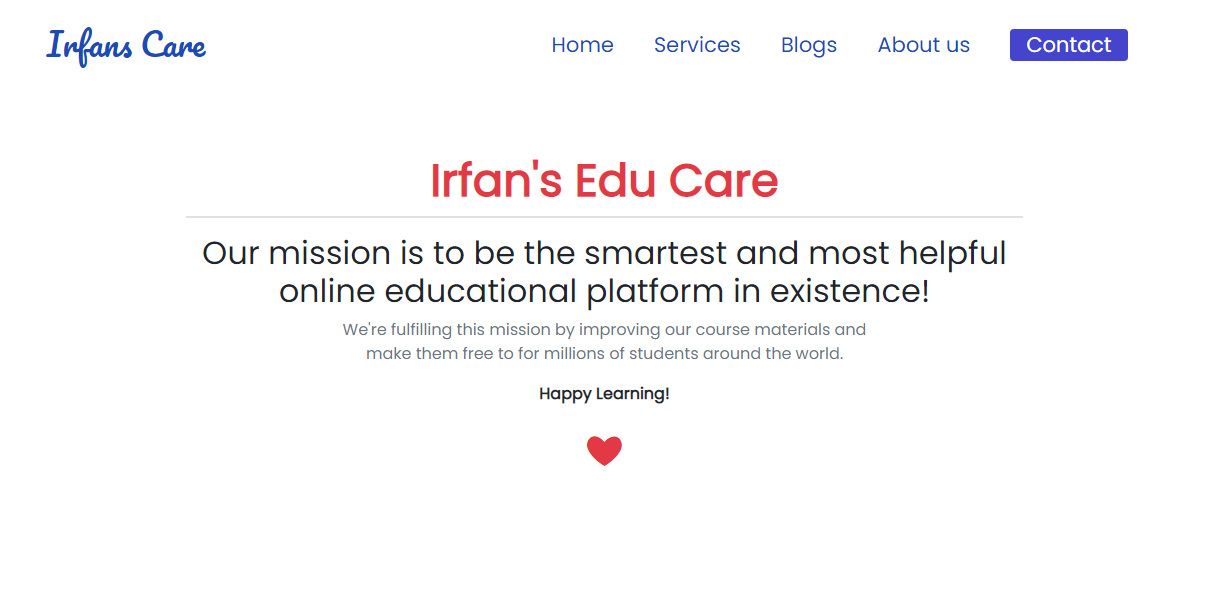 Irfans Care
Home Services Blogs About us Contact
Irfan's Edu Care
Our mission is to be the smartest and most helpful
online educational platform in existence!
We're fulfilling this mission by improving our course materials and
make them free to for millions of students around the world.
Happy Learning!